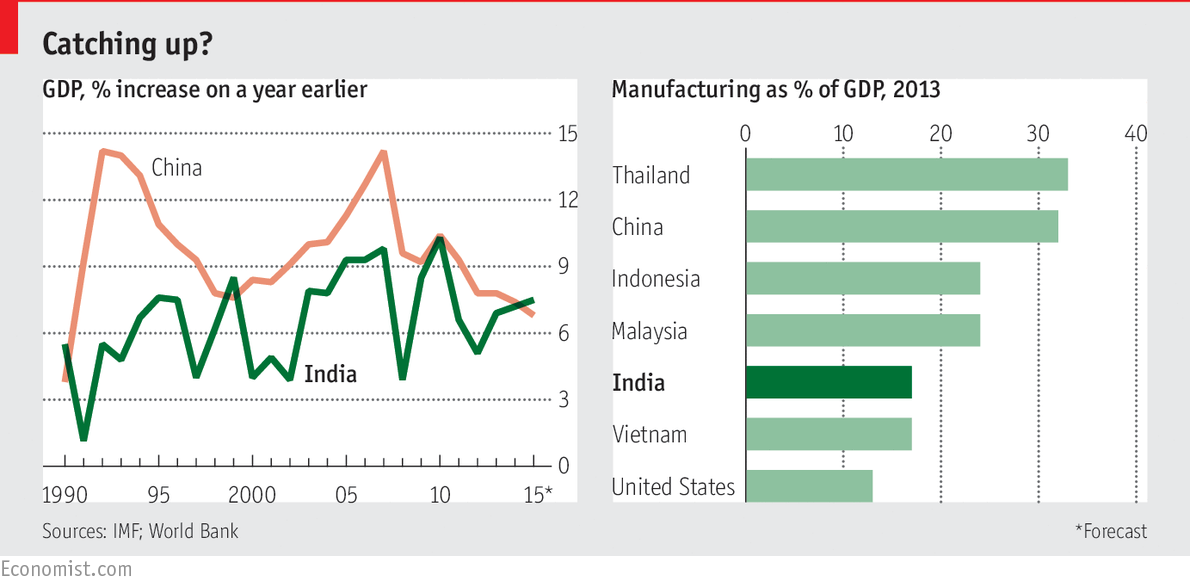 Catching up?
GDP, % increase on a year earlier
15
China
12
9
6
India
3
0
1990 95 2000 05 10 15*
Manufacturing as % of GDP, 2013
0 10 20 30 40
Thailand
China
Indonesia
Malaysia
India
Vietnam
United States
Sources: IMF; World Bank
*Forecast
Economist.com